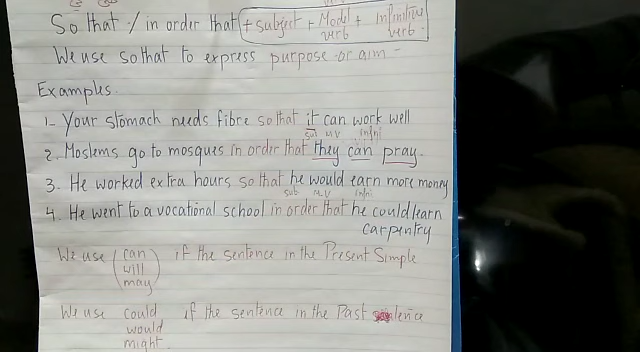 So that / in order that + subject + Model verb + infinitive verb.
We use so that to express purpose or aim -
Examples.
1- Your stomach needs fibre so that it can work well
sub MV infini
2. Moslems go to mosques in order that they can pray.
3. He worked extra hours so that he would earn more money
sub M.V infini
4. He went to a vocational school in order that he could learn
carpentry
We use (can if the sentence in the Present Simple
will
may)
We use could if the sentence in the Past
would
might.